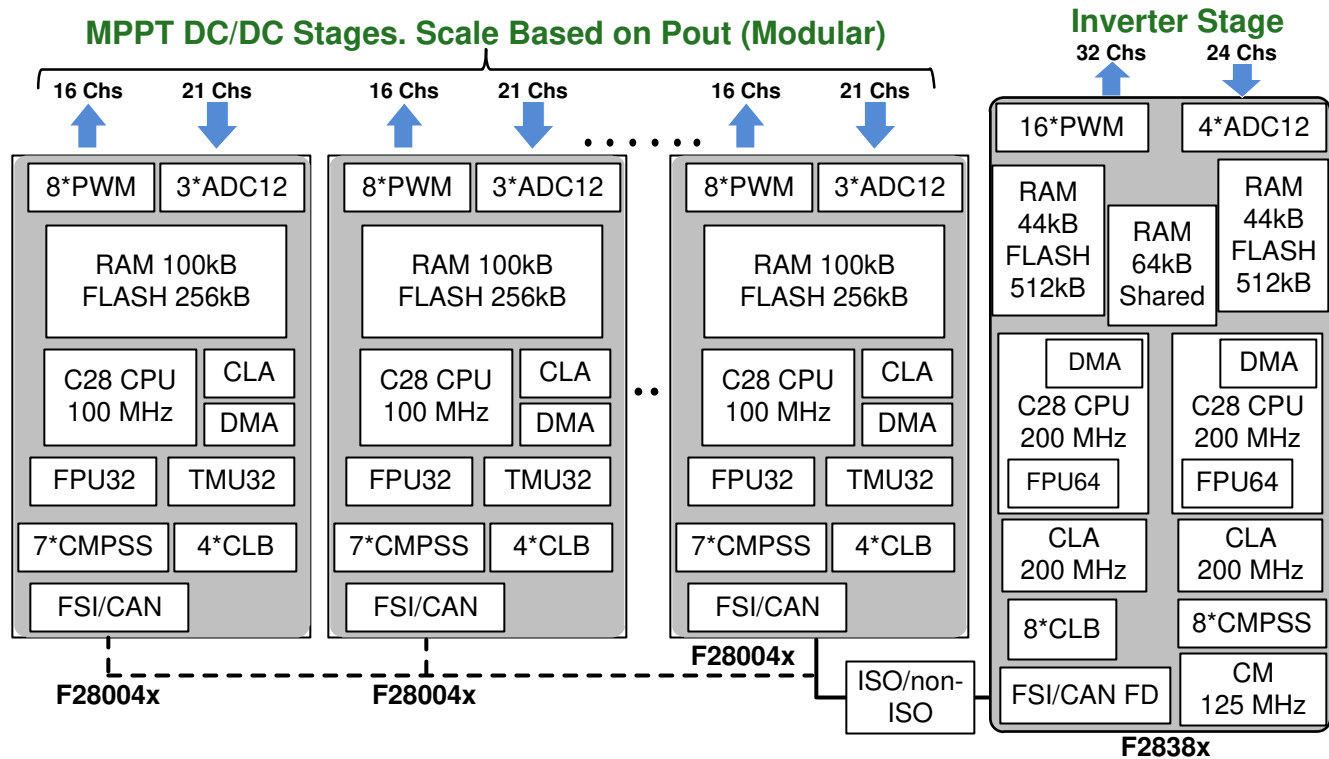 MPPT DC/DC Stages. Scale Based on Pout (Modular)
Inverter Stage
16 Chs
21 Chs
16 Chs
21 Chs
16 Chs
21 Chs
32 Chs
24 Chs
8*PWM
3*ADC12
RAM 100kB
FLASH 256kB
C28 CPU
100 MHz
CLA
DMA
FPU32
TMU32
7*CMPSS
4*CLB
FSI/CAN
F28004x
8*PWM
3*ADC12
RAM 100kB
FLASH 256kB
C28 CPU
100 MHz
CLA
DMA
FPU32
TMU32
7*CMPSS
4*CLB
FSI/CAN
F28004x
8*PWM
3*ADC12
RAM 100kB
FLASH 256kB
C28 CPU
100 MHz
CLA
DMA
FPU32
TMU32
7*CMPSS
4*CLB
FSI/CAN
F28004x
ISO/non-
ISO
16*PWM
4*ADC12
RAM
44kB
FLASH
512kB
RAM
64kB
Shared
RAM
44kB
FLASH
512kB
DMA
C28 CPU
200 MHz
FPU64
DMA
C28 CPU
200 MHz
FPU64
CLA
200 MHz
CLA
200 MHz
8*CLB
8*CMPSS
FSI/CAN FD
CM
125 MHz
F2838x